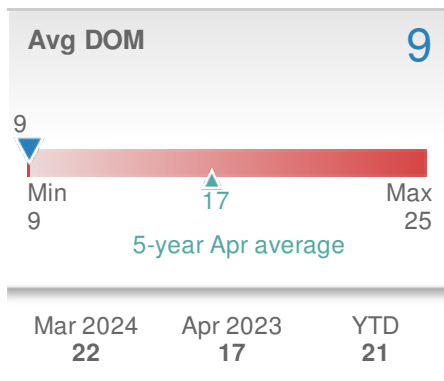 Avg DOM 9
9
Min Max
9 17 25
5-year Apr average
Mar 2024 Apr 2023 YTD
22 17 21